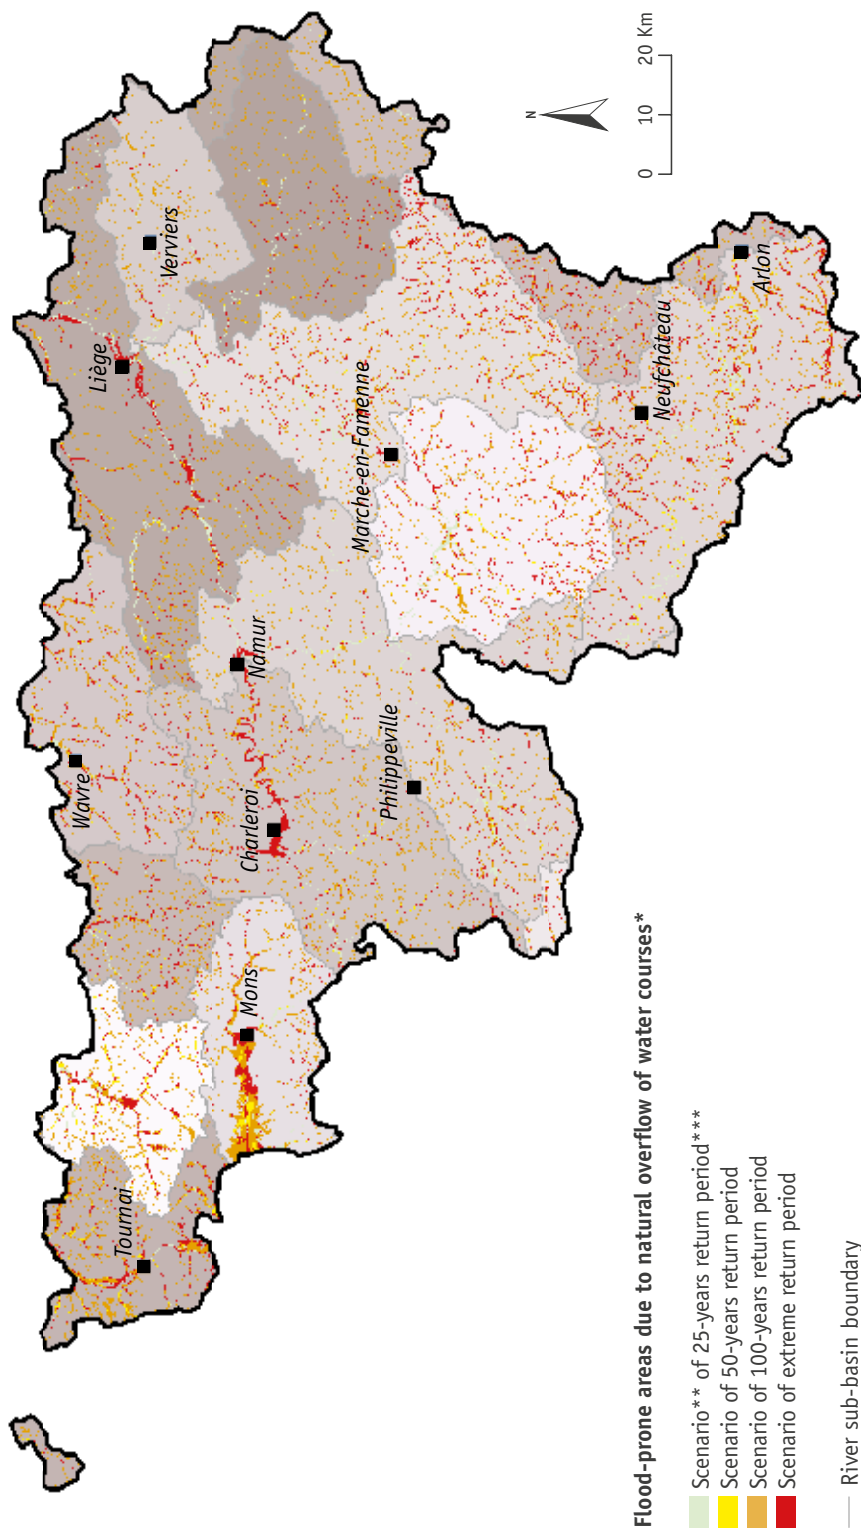 Tournai
Mons
Wavre
Charleroi
Philippeville
Namur
Liège
Verviers
Marche-en-Famenne
Neufchâteau
Arlon
N
0 10 20 Km
Flood-prone areas due to natural overflow of water courses*
Scenario** of 25-years return period***
Scenario of 50-years return period
Scenario of 100-years return period
Scenario of extreme return period
River sub-basin boundary